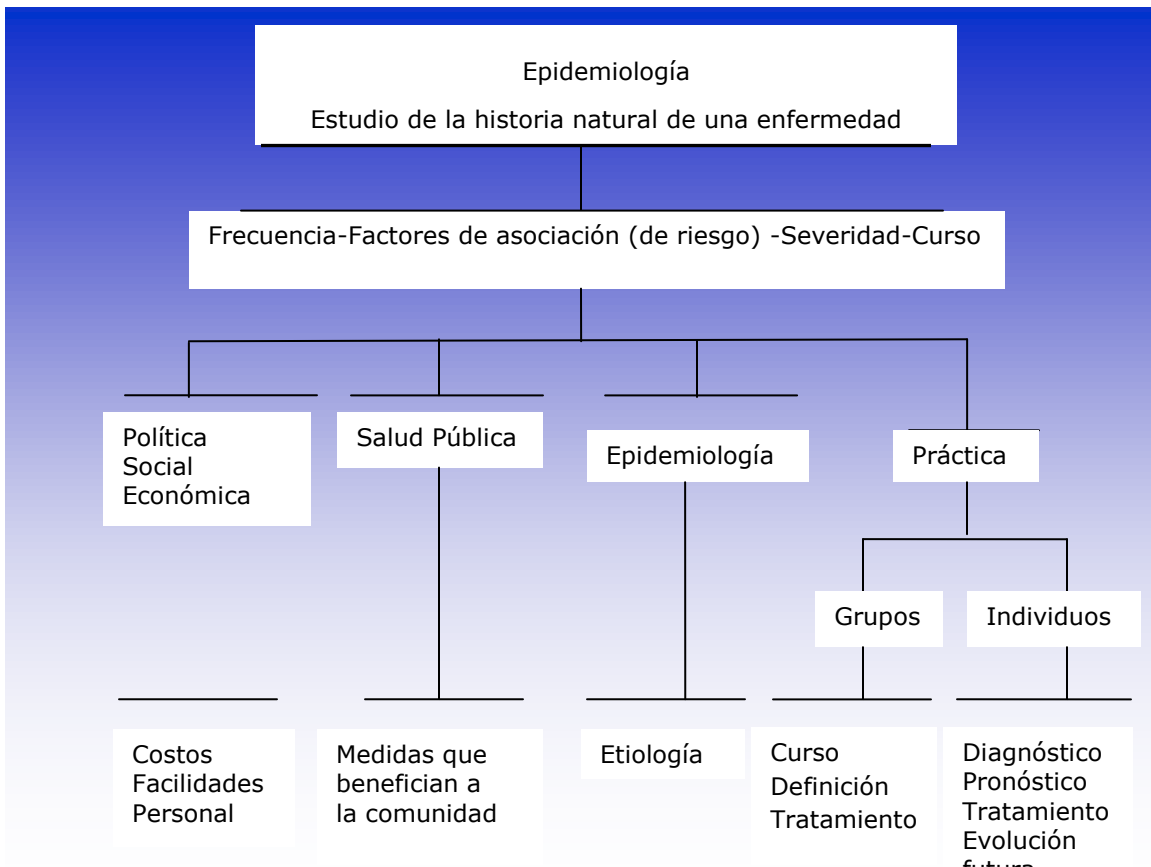 Epidemiología
Estudio de la historia natural de una enfermedad
Frecuencia-Factores de asociación (de riesgo) -Severidad-Curso
Política
Social
Económica
Salud Pública
Epidemiología
Práctica
Grupos
Individuos
Costos
Facilidades
Personal
Medidas que
benefician a
la comunidad
Etiología
Curso
Definición
Tratamiento
Diagnóstico
Pronóstico
Tratamiento
Evolución
futura